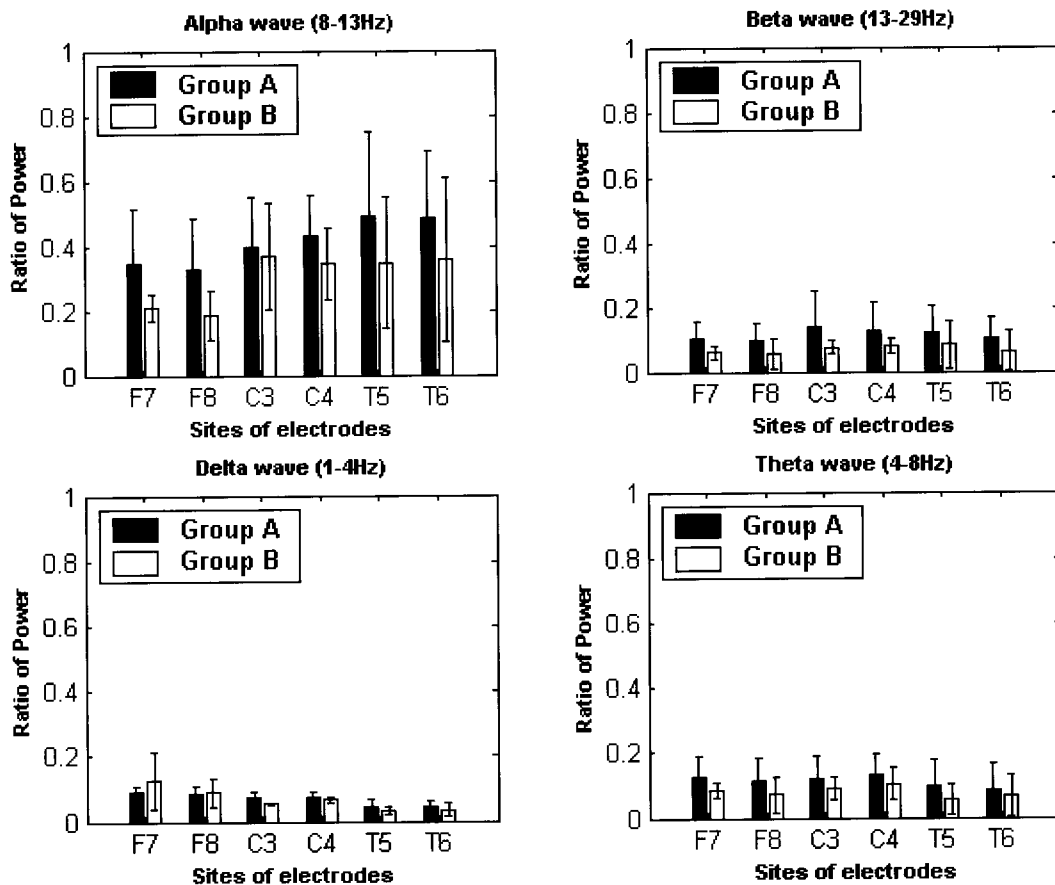 Alpha wave (8-13Hz)
1
0.8
0.6
0.4
0.2
0
Ratio of Power
Group A
Group B
F7 F8 C3 C4 T5 T6
Sites of electrodes
Beta wave (13-29Hz)
1
0.8
0.6
0.4
0.2
0
Ratio of Power
Group A
Group B
F7 F8 C3 C4 T5 T6
Sites of electrodes
Delta wave (1-4Hz)
1
0.8
0.6
0.4
0.2
0
Ratio of Power
Group A
Group B
F7 F8 C3 C4 T5 T6
Sites of electrodes
Theta wave (4-8Hz)
1
0.8
0.6
0.4
0.2
0
Ratio of Power
Group A
Group B
F7 F8 C3 C4 T5 T6
Sites of electrodes